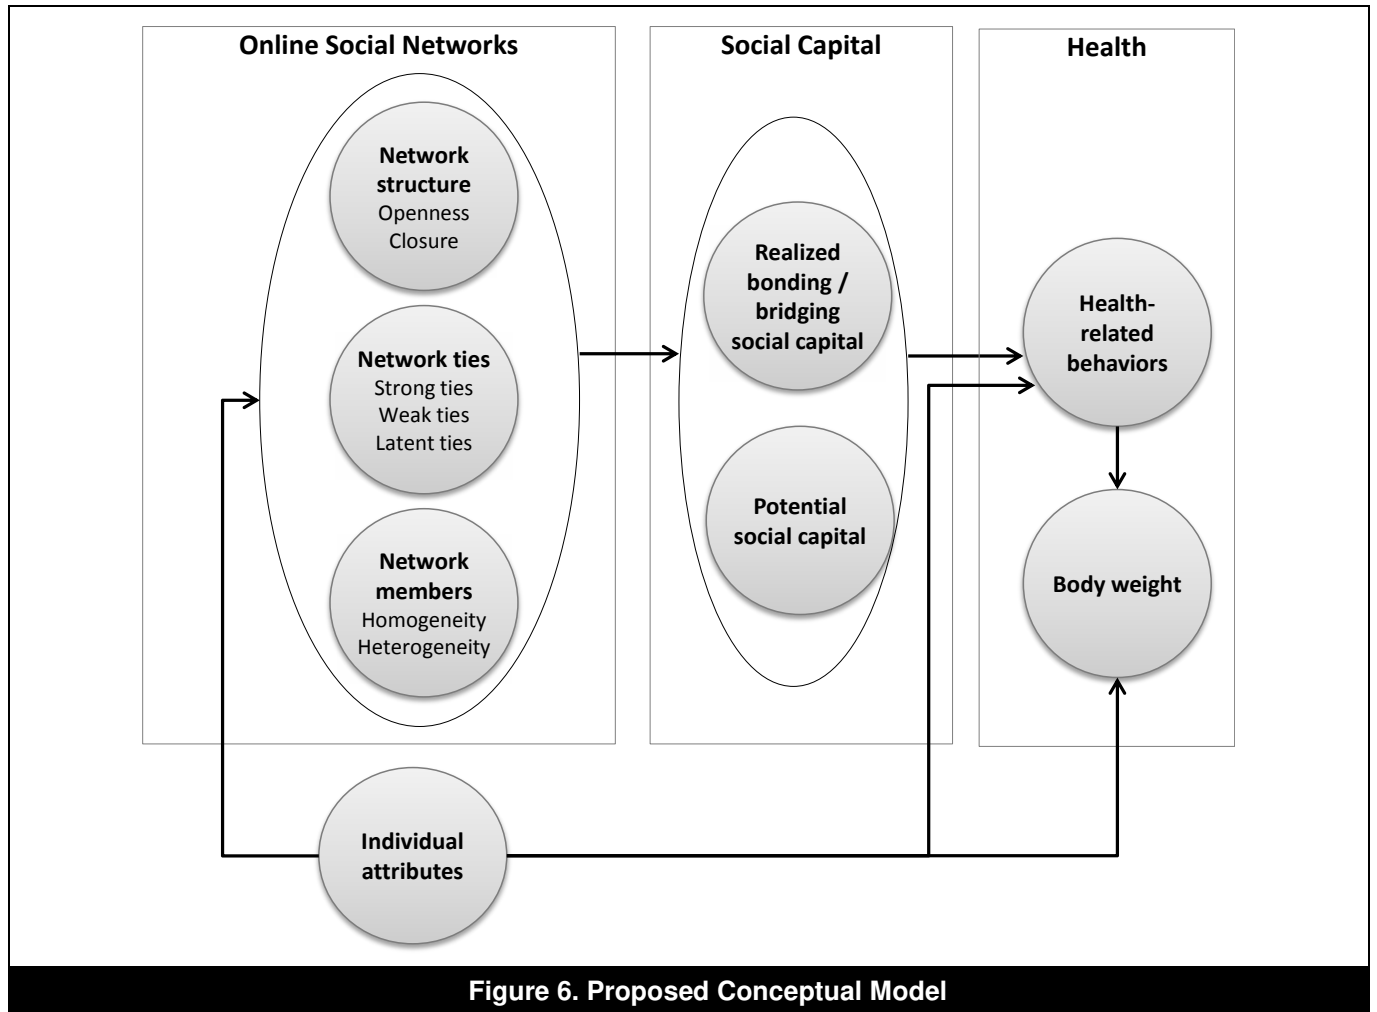 Online Social Networks
Network
structure
Openness
Closure
Network ties
Strong ties
Weak ties
Latent ties
Network
members
Homogeneity
Heterogeneity
Social Capital
Realized
bonding /
bridging
social capital
Potential
social capital
Health
Health-
related
behaviors
Body weight
Individual
attributes
Figure 6. Proposed Conceptual Model